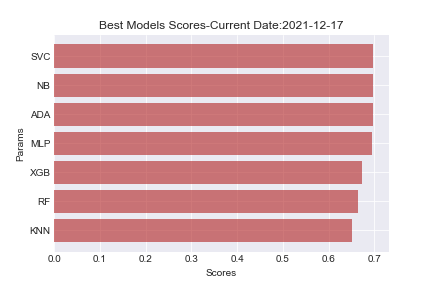 Best Models Scores-Current Date:2021-12-17
SVC
NB
ADA
MLP
XGB
RF
KNN
Params
0.0 0.1 0.2 0.3 0.4 0.5 0.6 0.7
Scores